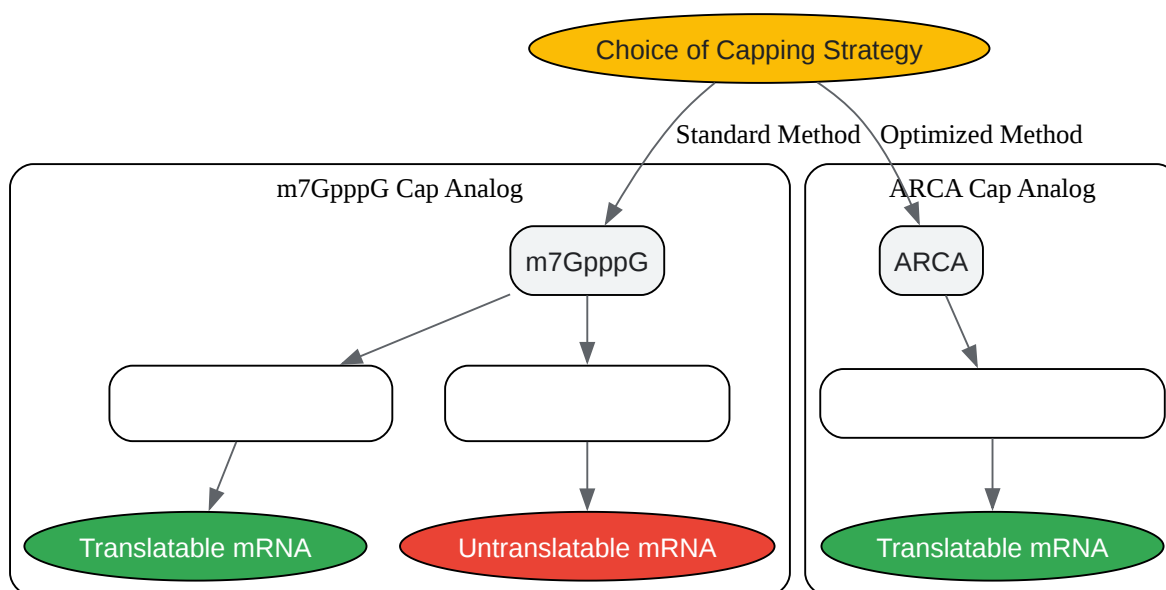 Choice of Capping Strategy
Standard Method
Optimized Method
m7GpppG Cap Analog
ARCA Cap Analog
m7GpppG
ARCA
Translatable mRNA
Untranslatable mRNA
Translatable mRNA